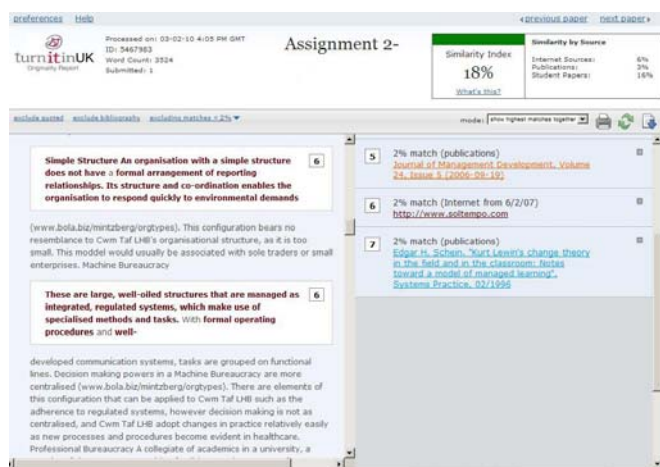 preferences Help
◄previous paper next paper►
turnitinUK
Originality Report
Processed on: 03-02-10 4:05 PM GMT
ID: 5467983
Word Count: 3524
Submitted: 1
Assignment 2-
Similarity Index
18%
What's this?
Similarity by Source
Internet Sources: 6%
Publications: 3%
Student Papers: 16%
exclude quoted exclude bibliography excluding matches < 2% ▼
mode: show highest matches together
Simple Structure An organisation with a simple structure
does not have a formal arrangement of reporting
relationships. Its structure and co-ordination enables the
organisation to respond quickly to environmental demands
6
(www.bola.biz/mintzberg/orgtypes). This configuration bears no
resemblance to Cwm Taf LHB's organisational structure, as it is too
small. This moddel would usually be associated with sole traders or small
enterprises. Machine Bureaucracy
These are large, well-oiled structures that are managed as
integrated, regulated systems, which make use of
specialised methods and tasks. With formal operating
procedures and well-
6
developed communication systems, tasks are grouped on functional
lines. Decision making powers in a Machine Bureaucracy are more
centralised (www.bola.biz/mintzberg/orgtypes). There are elements of
this configuration that can be applied to Cwm Taf LHB such as the
adherence to regulated systems, however decision making is not as
centralised, and Cwm Taf LHB adopt changes in practice relatively easily
as new processes and procedures become evident in healthcare.
Professional Bureaucracy A collegiate of academics in a university, a
5
2% match (publications)
Journal of Management Development, Volume
24, Issue 5 (2006-09-19)
6
2% match (Internet from 6/2/07)
http://www.soltempo.com
7
2% match (publications)
Edgar H. Schein. "Kurt Lewin's change theory
in the field and in the classroom: Notes
toward a model of managed learning",
Systems Practice, 02/1996